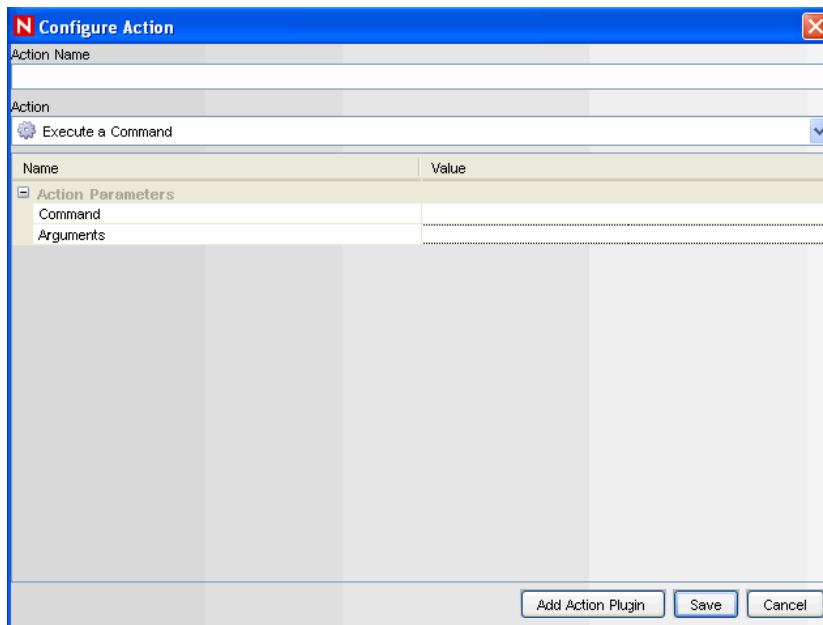 N Configure Action
Action Name
Action
Execute a Command
Name Value
Action Parameters
Command
Arguments
Add Action Plugin Save Cancel